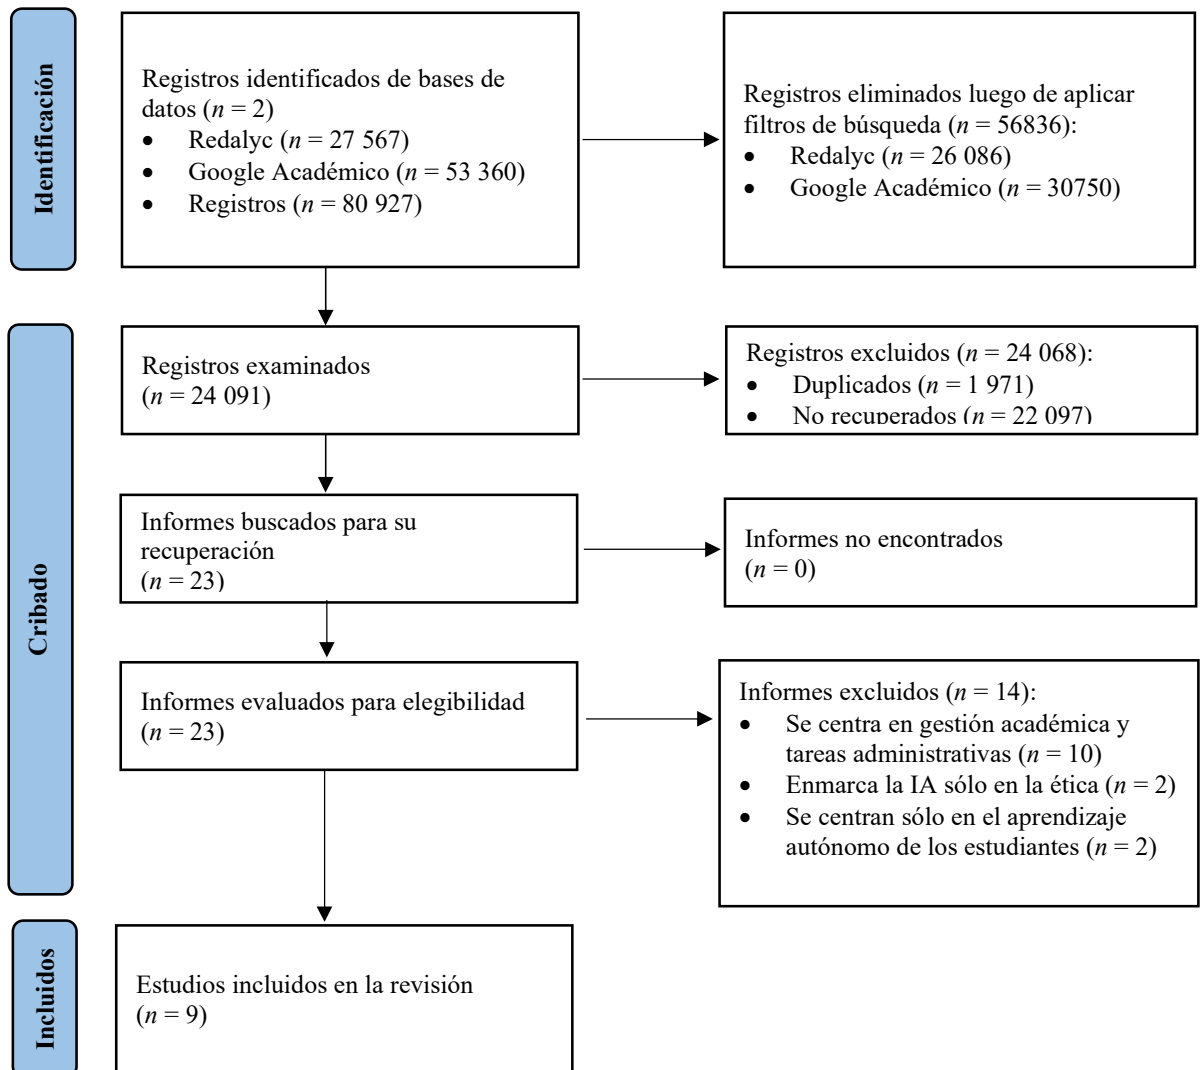 Identificación
Registros identificados de bases de
datos (n = 2)
• Redalyc (n = 27 567)
• Google Académico (n = 53 360)
• Registros (n = 80 927)
Registros eliminados luego de aplicar
filtros de búsqueda (n = 56836):
• Redalyc (n = 26 086)
• Google Académico (n = 30750)
Cribado
Registros examinados
(n = 24 091)
Registros excluidos (n = 24 068):
• Duplicados (n = 1 971)
• No recuperados (n = 22 097)
Informes buscados para su
recuperación
(n = 23)
Informes no encontrados
(n = 0)
Informes evaluados para elegibilidad
(n = 23)
Informes excluidos (n = 14):
• Se centra en gestión académica y
tareas administrativas (n = 10)
• Enmarca la IA sólo en la ética (n = 2)
• Se centran sólo en el aprendizaje
autónomo de los estudiantes (n = 2)
Incluidos
Estudios incluidos en la revisión
(n = 9)